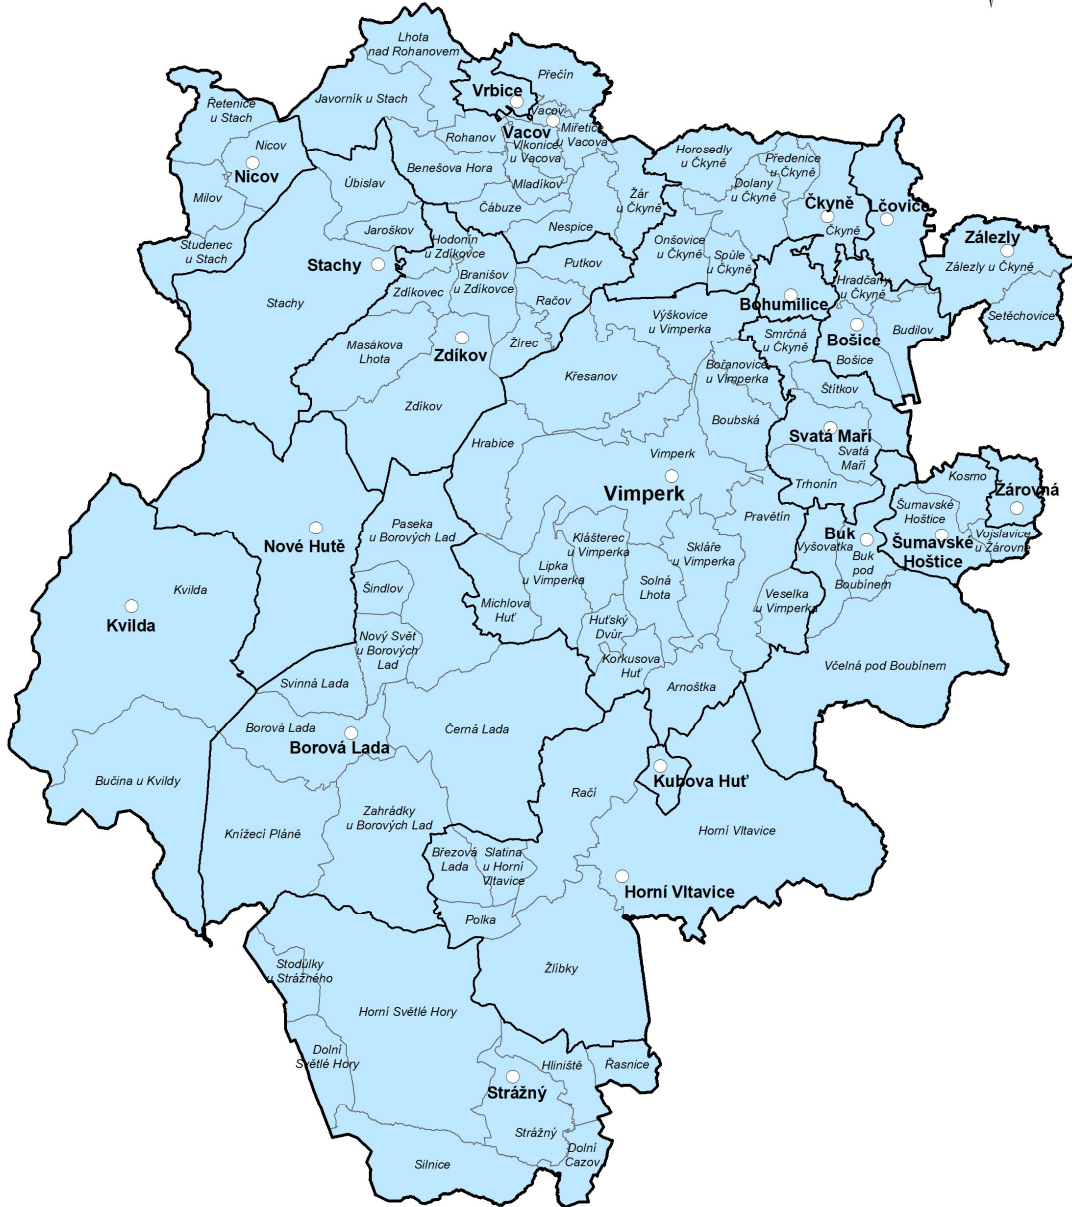 Lhota
nad Rohanovem
Přečín
Vrbice
Javorník u Stach
Řetenice
u Stach
Vacov
Vacov
Miřetice
u Vacova
Rohanov
Vlkonice
u Vacova
Nicov
Nicov
Horosedly
u Čkyně
Předenice
u Čkyně
Benešova Hora
Mladíkov
Úbislav
Dolany
u Čkyně
Žár
u Čkyně
Milov
Čkyně
Čkyně
Čábuze
Jaroškov
Nespice
Zálezly
Zálezly u Čkyně
Studenec
u Stach
Hodonín
u Zdíkovce
Onšovice
u Čkyně
Spůle
u Čkyně
Stachy
Putkov
Branišov
u Zdíkovce
Hradčany
u Čkyně
Zdíkovec
Stachy
Račov
Bohumilice
Setěchovice
Výškovice
u Vimperka
Budilov
Smrčná
u Čkyně
Bošice
Bošice
Masákova
Lhota
Zdíkov
Žírec
Bořanovice
u Vimperka
Křesanov
Štítkov
Zdíkov
Boubská
Svatá Maří
Hrabice
Vimperk
Svatá
Maří
Vimperk
Trhonín
Kosmo
Žárovná
Šumavské
Hoštice
Pravětín
Paseka
u Borových Lad
Nové Hutě
Klášterec
u Vimperka
Skláře
u Vimperka
Buk
Vyšovatka
Buk
pod
Boubínem
Šumavské
Hoštice
Vojslavice
u Žárovné
Lipka
u Vimperka
Kvilda
Kvilda
Šindlov
Solná
Lhota
Veselka
u Vimperka
Michlova
Huť
Huťský
Dvůr
Nový Svět
u Borových
Lad
Korkusova
Huť
Včelná pod Boubínem
Svinná Lada
Arnoštka
Borová Lada
Borová Lada
Černá Lada
Bučina u Kvildy
Kubova Huť
Račí
Zahrádky
u Borových Lad
Knížecí Pláně
Horní Vltavice
Březová
Lada
Slatina
u Horní
Vltavice
Horní Vltavice
Polka
Stodůlky
u Strážného
Žlíbky
Horní Světlé Hory
Dolní
Světlé Hory
Hliniště
Řasnice
Strážný
Strážný
Dolní
Cazov
Silnice